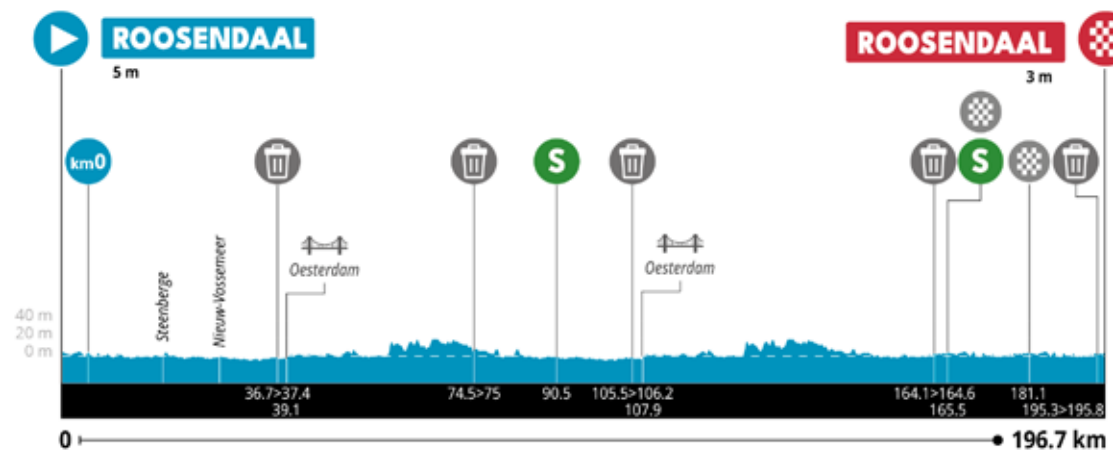 ROOSENDAAL
5 m
ROOSENDAAL
3 m
km0
S
S
Steenberge
Nieuw-Vossemeer
Oesterdam
Oesterdam
40 m
20 m
0 m
36.7>37.4
39.1
74.5>75
90.5
105.5>106.2
107.9
164.1>164.6
165.5
181.1
195.3>195.8
0
196.7 km